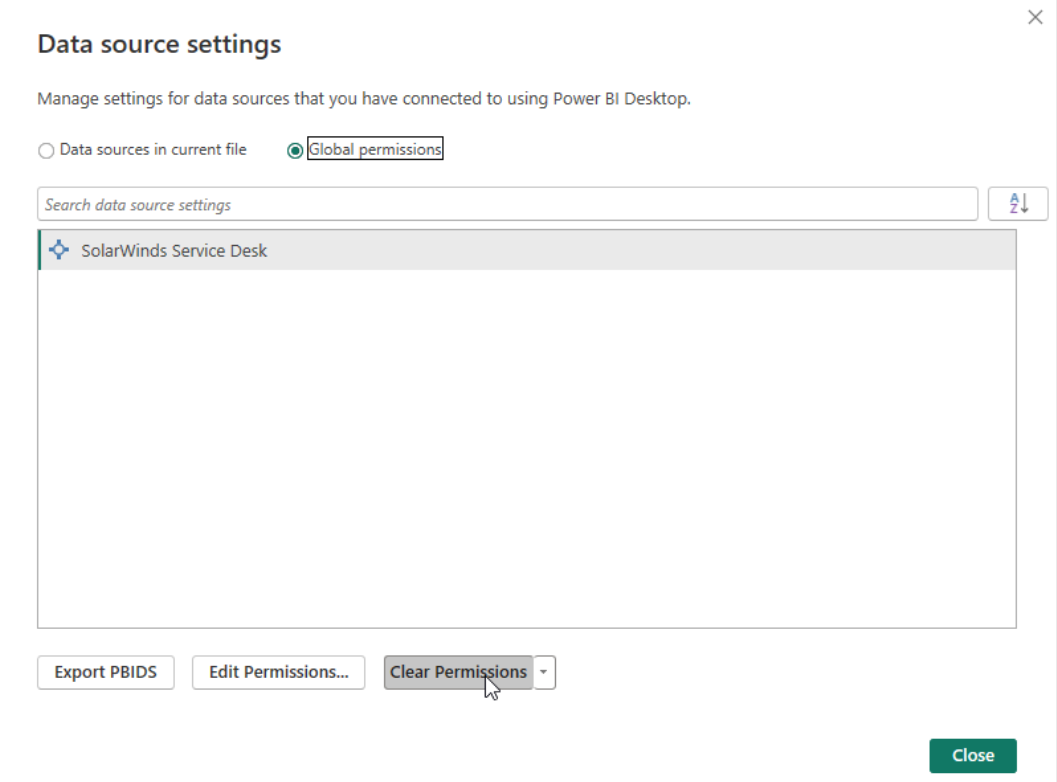 Data source settings
Manage settings for data sources that you have connected to using Power BI Desktop.
Data sources in current file Global permissions
Search data source settings
A
Z
SolarWinds Service Desk
Export PBIDS Edit Permissions... Clear Permissions
Close